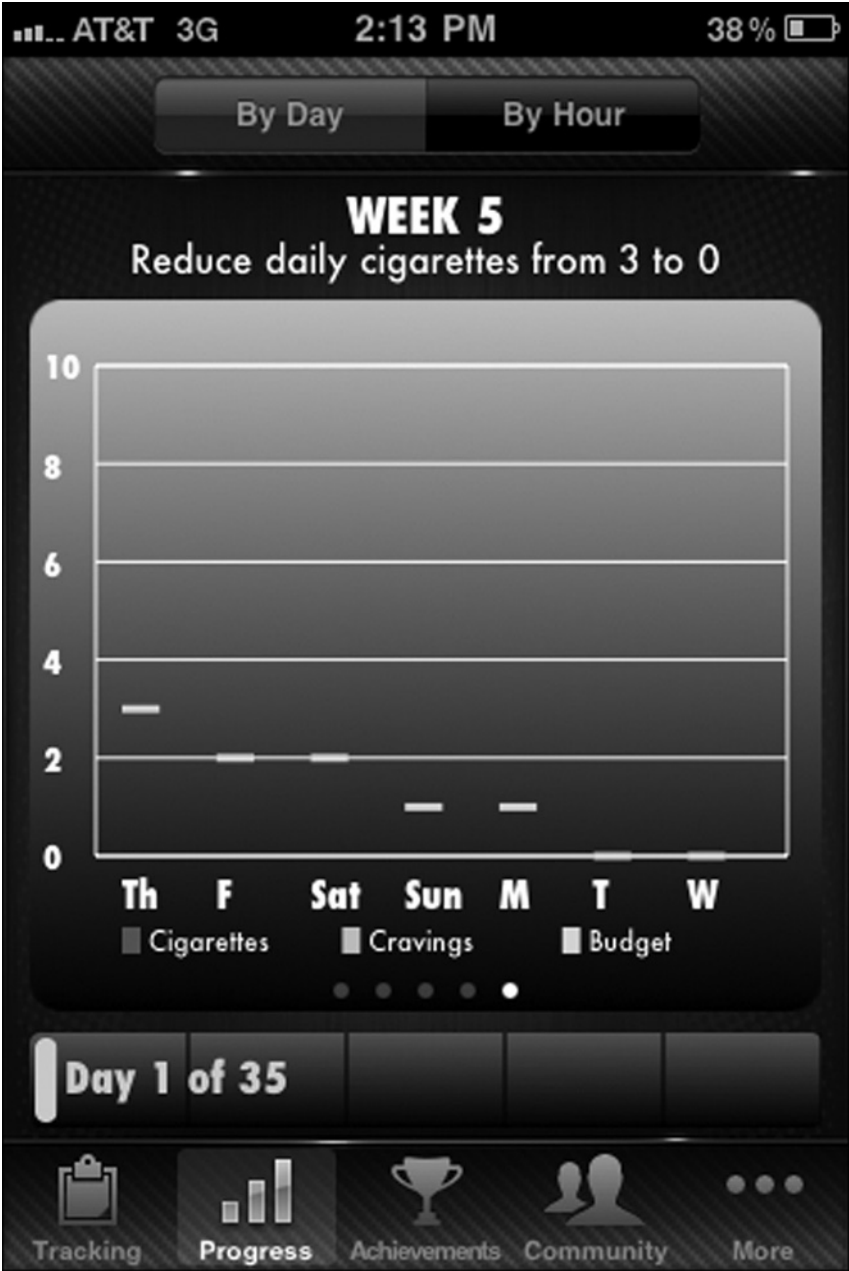 AT&T 3G 2:13 PM 38%
By Day By Hour
WEEK 5
Reduce daily cigarettes from 3 to 0
10
8
6
4
2
0
Th F Sat Sun M T W
Cigarettes Cravings Budget
Day 1 of 35
Tracking Progress Achievements Community More